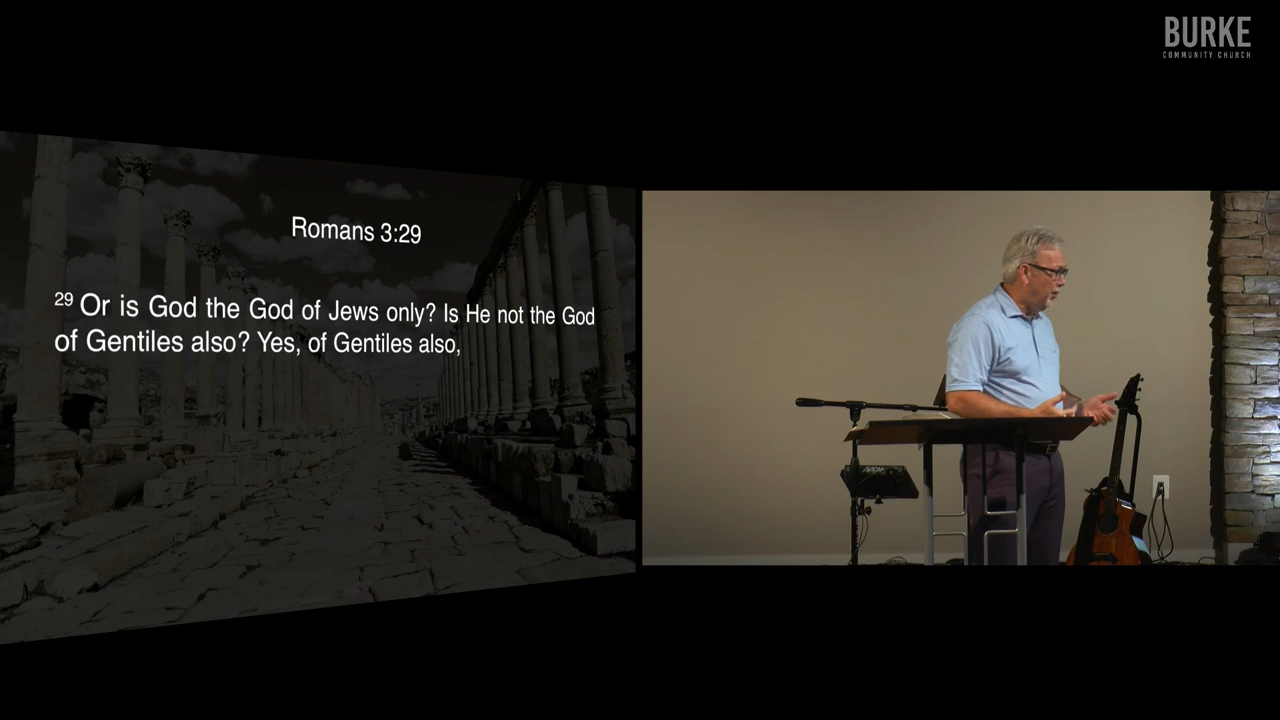 BURKE
COMMUNITY CHURCH
Romans 3:29
29 Or is God the God of Jews only? Is He not the God
of Gentiles also? Yes, of Gentiles also,